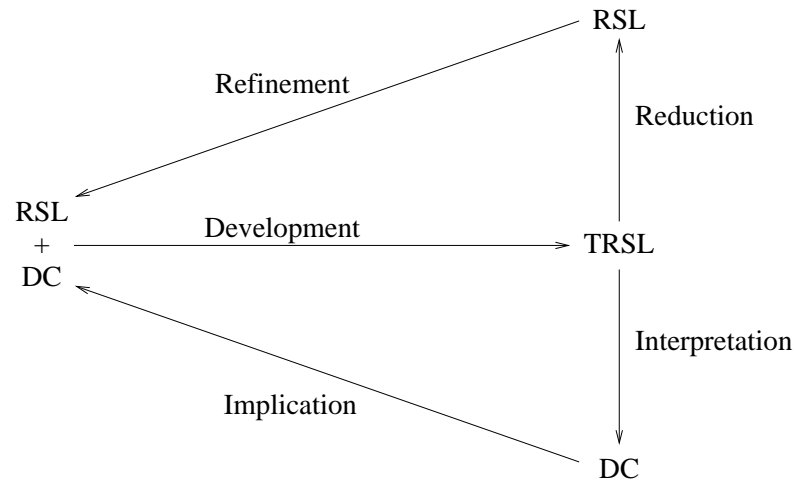 RSL
Refinement
Reduction
RSL
+
DC
Development
TRSL
Interpretation
Implication
DC